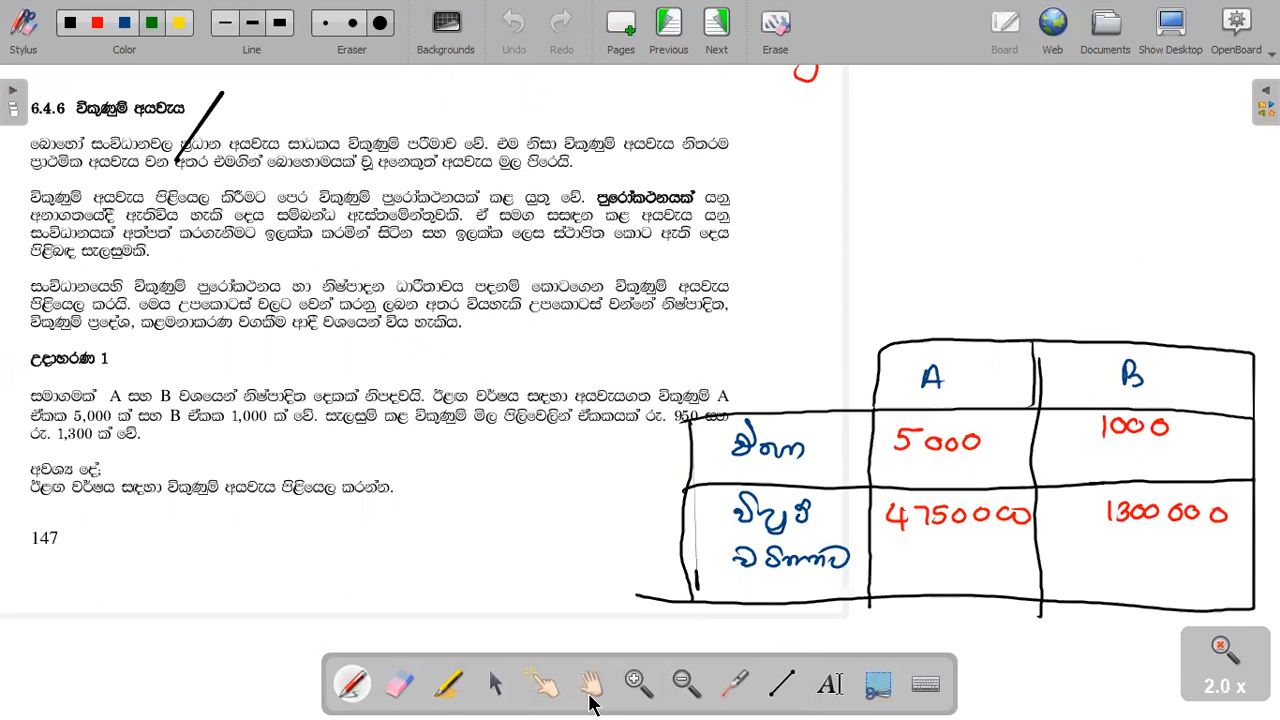 Stylus
Color
Line
Eraser
Backgrounds
Undo
Redo
Pages
Previous
Next
Erase
Board
Web
Documents
Show Desktop
OpenBoard
6.4.6 විකුණුම් අයවැය
බොහෝ සංවිධානවල ප්‍රධාන අයවැය සාධකය විකුණුම් පරිමාව වේ. එම නිසා විකුණුම් අයවැය නිතරම
ප්‍රාථමික අයවැය වන අතර එමගින් බොහොමයක් වූ අනෙකුත් අයවැය මුල පිරෙයි.
විකුණුම් අයවැය පිළියෙල කිරීමට පෙර විකුණුම් පුරෝකථනයක් කළ යුතු වේ. පුරෝකථනයක් යනු
අනාගතයේදී ඇතිවිය හැකි දෙය සම්බන්ධ ඇස්තමේන්තුවකි. ඒ සමග සසඳන කළ අයවැය යනු
සංවිධානයක් අත්පත් කරගැනීමට ඉලක්ක කරමින් සිටින සහ ඉලක්ක ලෙස ස්ථාපිත කොට ඇති දෙය
පිළිබඳ සැලසුමකි.
සංවිධානයෙහි විකුණුම් පුරෝකථනය හා නිෂ්පාදන ධාරිතාවය පදනම් කොටගෙන විකුණුම් අයවැය
පිළියෙල කරයි. මෙය උපකොටස් වලට වෙන් කරනු ලබන අතර වියහැකි උපකොටස් වන්නේ නිෂ්පාදිත,
විකුණුම් ප්‍රදේශ, කළමනාකරණ වගකීම් ආදී වශයෙන් විය හැකිය.
උදාහරණ 1
සමාගමක් A සහ B වශයෙන් නිෂ්පාදිත දෙකක් නිපදවයි. ඊළඟ වර්ෂය සඳහා අයවැයගත විකුණුම් A
ඒකක 5,000 ක් සහ B ඒකක 1,000 ක් වේ. සැලසුම් කළ විකුණුම් මිල පිලිවෙලින් ඒකකයක් රු. 950 සහ
රු. 1,300 ක් වේ.
අවශ්‍ය දේ;
ඊළඟ වර්ෂය සඳහා විකුණුම් අයවැය පිළියෙල කරන්න.
147
A B
5000 1000
4750000 1300000
2.0 x